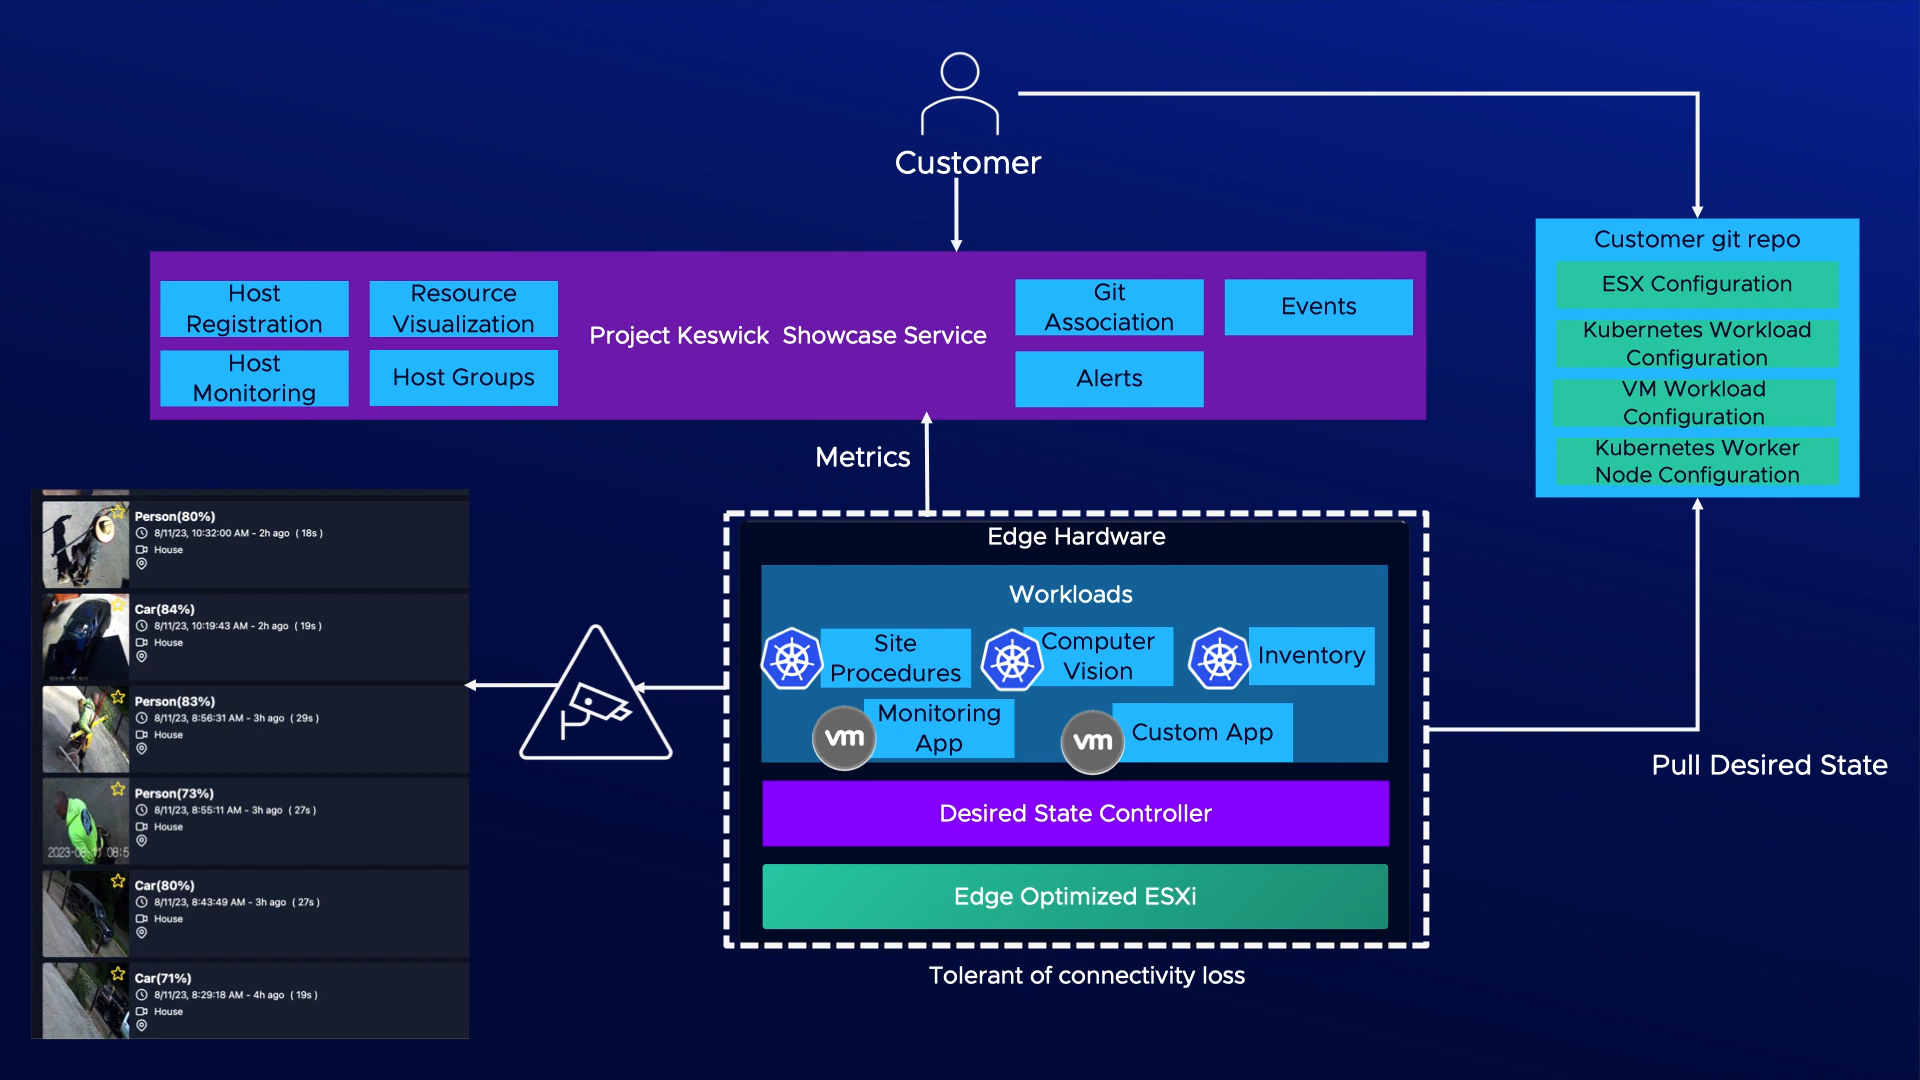 Customer
Host
Registration
Resource
Visualization
Host
Monitoring
Host Groups
Project Keswick Showcase Service
Git
Association
Events
Alerts
Customer git repo
ESX Configuration
Kubernetes Workload
Configuration
VM Workload
Configuration
Kubernetes Worker
Node Configuration
Metrics
Person(80%)
8/11/23, 10:32:00 AM - 2h ago ( 18s )
House
Car(84%)
8/11/23, 10:19:43 AM - 2h ago ( 19s )
House
Person(83%)
8/11/23, 8:56:31 AM - 3h ago ( 29s )
House
Person(73%)
8/11/23, 8:55:11 AM - 3h ago ( 27s )
House
2023-08-11 08:5
Car(80%)
8/11/23, 8:43:49 AM - 3h ago ( 27s )
House
Car(71%)
8/11/23, 8:29:18 AM - 4h ago ( 19s )
House
Edge Hardware
Workloads
Site
Procedures
Computer
Vision
Inventory
vm
Monitoring
App
vm
Custom App
Desired State Controller
Edge Optimized ESXi
Tolerant of connectivity loss
Pull Desired State